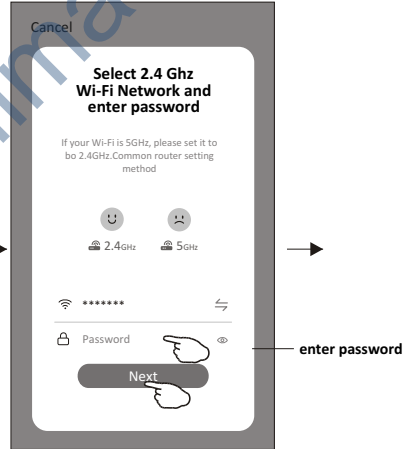 Cancel
Select 2.4 Ghz
Wi-Fi Network and
enter password
If your Wi-Fi is 5GHz, please set it to
bo 2.4GHz.Common router setting
method
2.4GHz 5GHz
*******
Password
Next
enter password